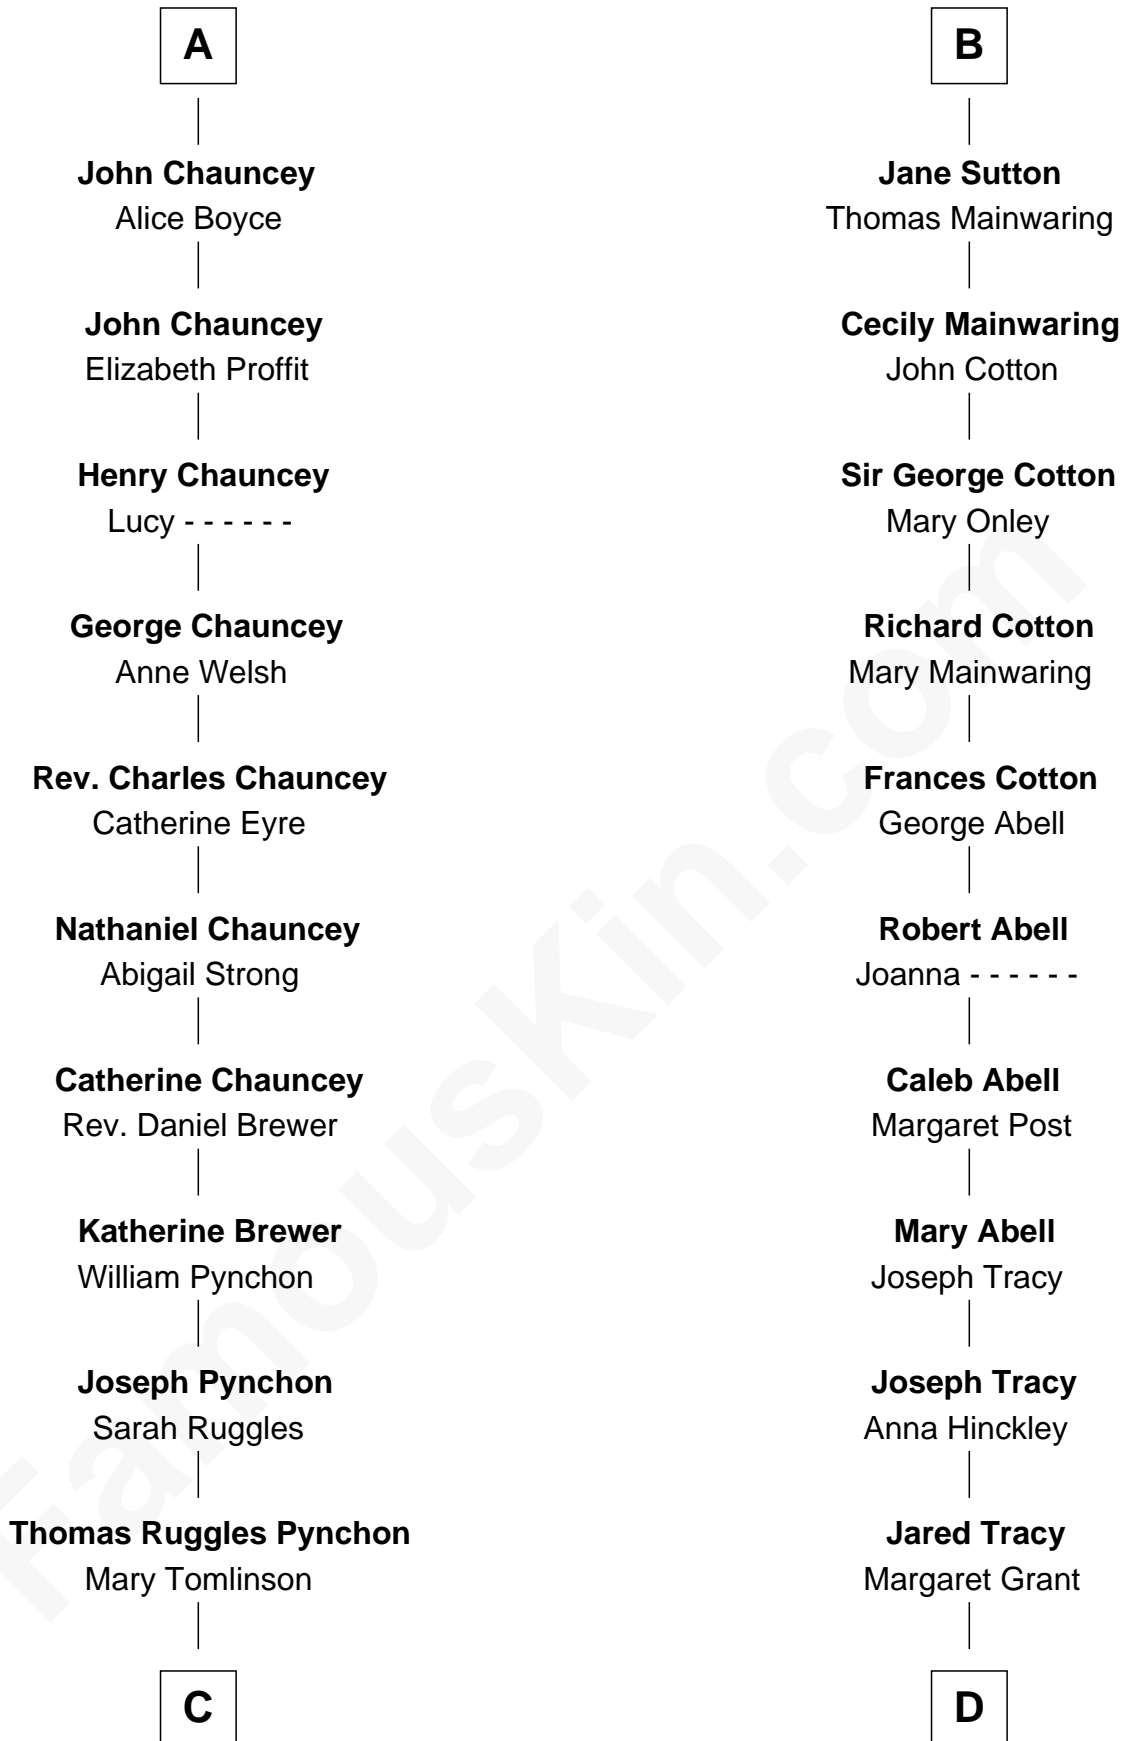 A
John Chauncey
Alice Boyce
John Chauncey
Elizabeth Proffit
Henry Chauncey
Lucy - - - - - -
George Chauncey
Anne Welsh
Rev. Charles Chauncey
Catherine Eyre
Nathaniel Chauncey
Abigail Strong
Catherine Chauncey
Rev. Daniel Brewer
Katherine Brewer
William Pynchon
Joseph Pynchon
Sarah Ruggles
Thomas Ruggles Pynchon
Mary Tomlinson
C
B
Jane Sutton
Thomas Mainwaring
Cecily Mainwaring
John Cotton
Sir George Cotton
Mary Onley
Richard Cotton
Mary Mainwaring
Frances Cotton
George Abell
Robert Abell
Joanna - - - - - -
Caleb Abell
Margaret Post
Mary Abell
Joseph Tracy
Joseph Tracy
Anna Hinckley
Jared Tracy
Margaret Grant
D
FamousKin.com